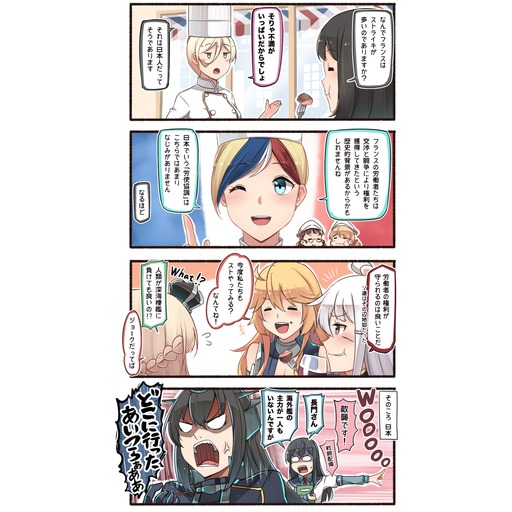 なんでフランスは
ストライキが
多いのでありますか?
そりゃ不満が
いっぱいだからでしょ
それは日本人だって
そうであります
フランスの労働者たちは
交渉と闘争により権利を
獲得してきたという
歴史的背景があるからかも
しれませんね
日本でいう「労使協調」は
こちらではあまり
なじみがありません
なるほど
労働者の権利が
守られるのは良いことだ
今度私たちも
ストやってみる?
なんてね!
What!?
人類が深海棲艦に
負けても良いの!?
ジョークだってば
そのころ 日本
WOOOOO
敵襲です!
戦闘配備
長門さん
海外艦の
主力が一人も
いないんですが
どこに行った
あいつらぁぁぁ